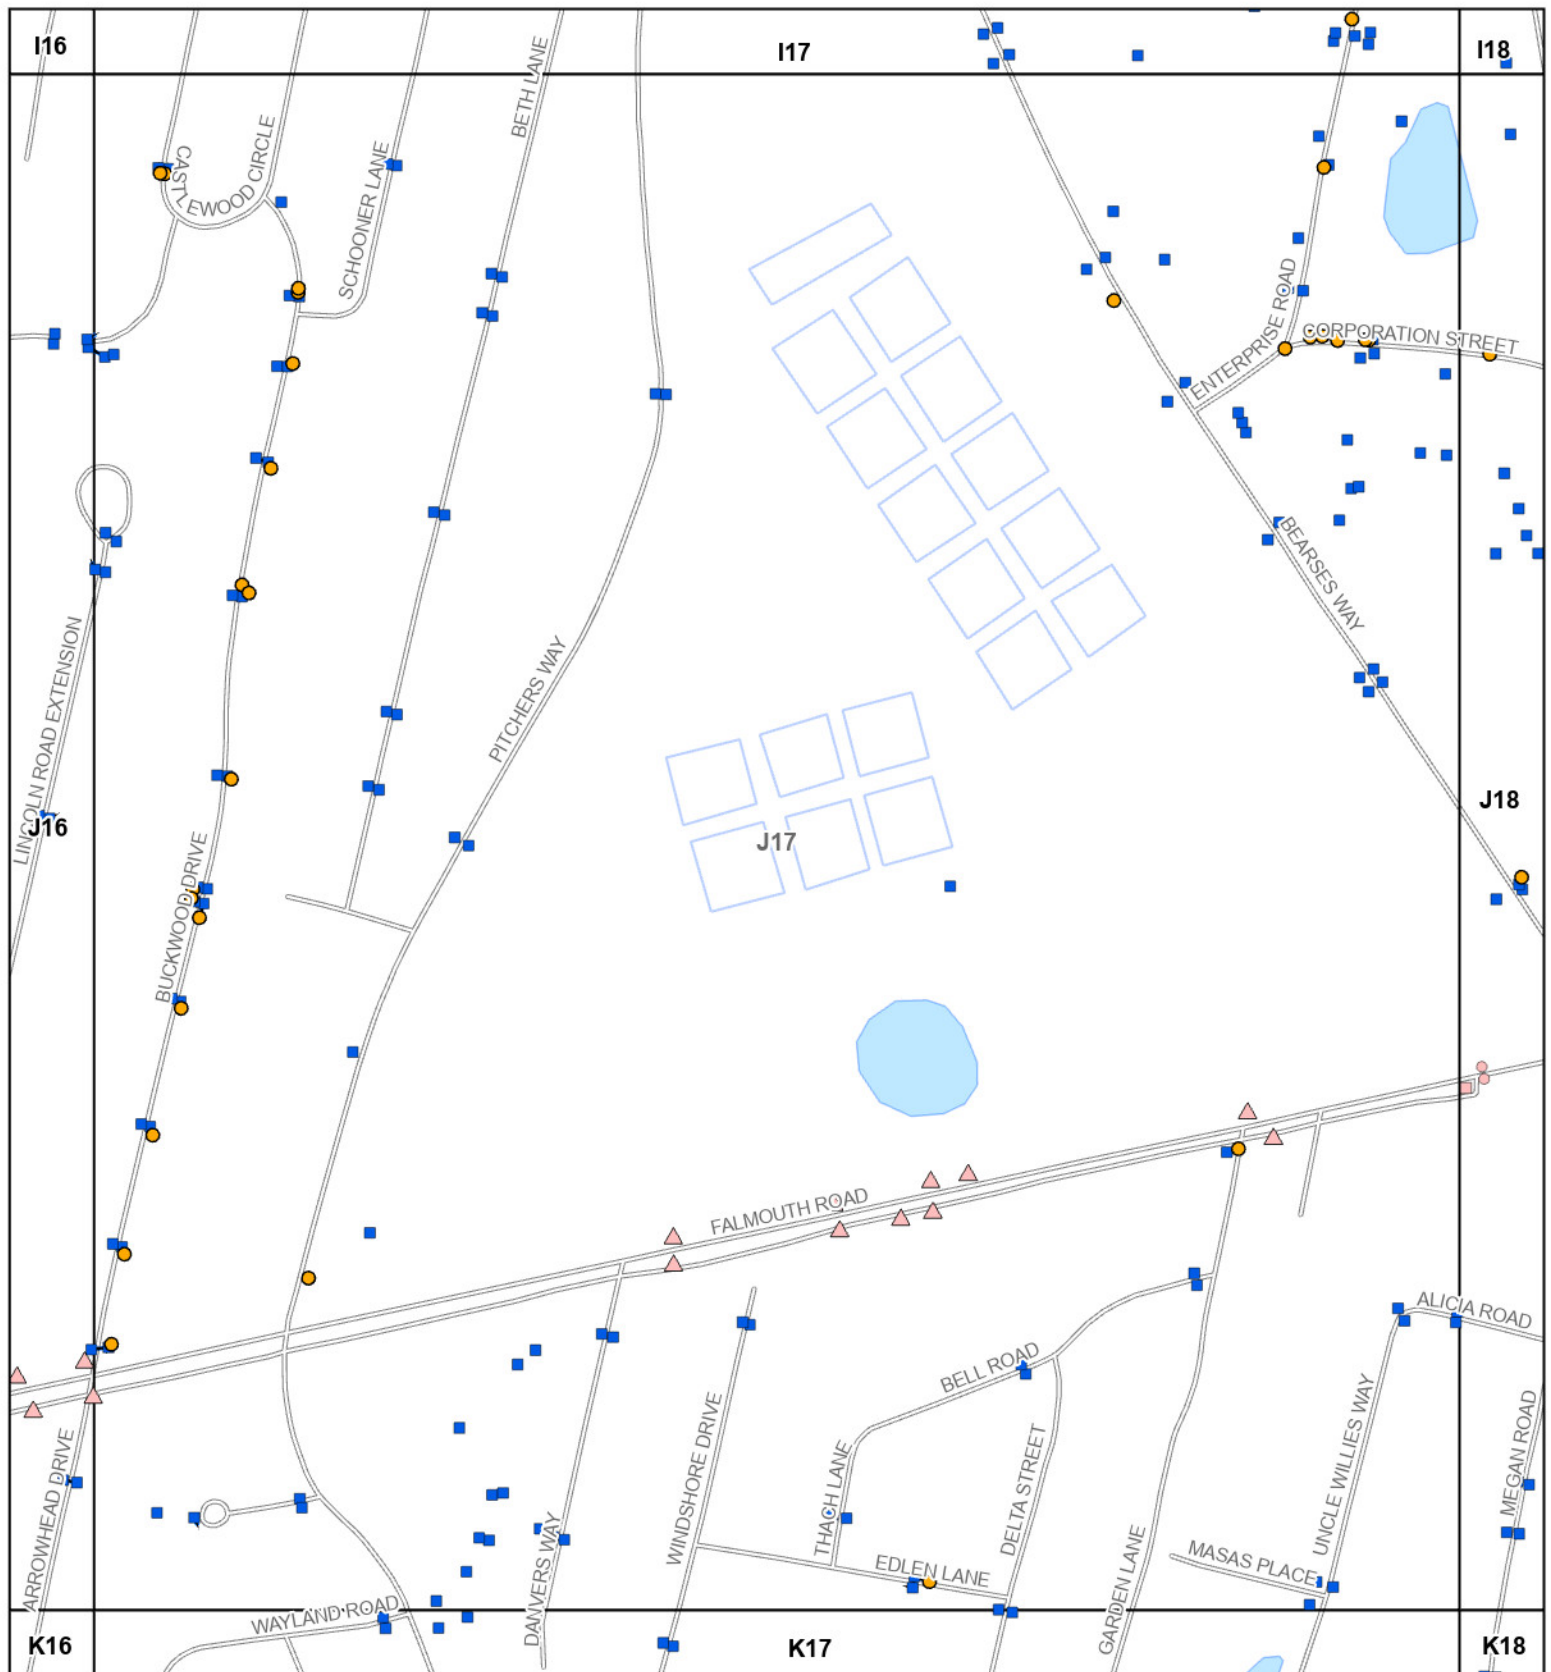 I16
I17
I18
BETH LANE
CASTLEWOOD CIRCLE
SCHOONER LANE
ENTERPRISE ROAD
CORPORATION STREET
BEARSES WAY
LINCOLN ROAD EXTENSION
PITCHERS WAY
J16
J17
J18
BUCKWOOD DRIVE
FALMOUTH ROAD
ALICIA ROAD
BELL ROAD
ARROWHEAD DRIVE
WINDSHORE DRIVE
THACH LANE
DELTA STREET
UNCLE WILLIES WAY
MEGAN ROAD
DANVERS WAY
EDLEN LANE
GARDEN LANE
MASAS PLACE
WAYLAND ROAD
K16
K17
K18